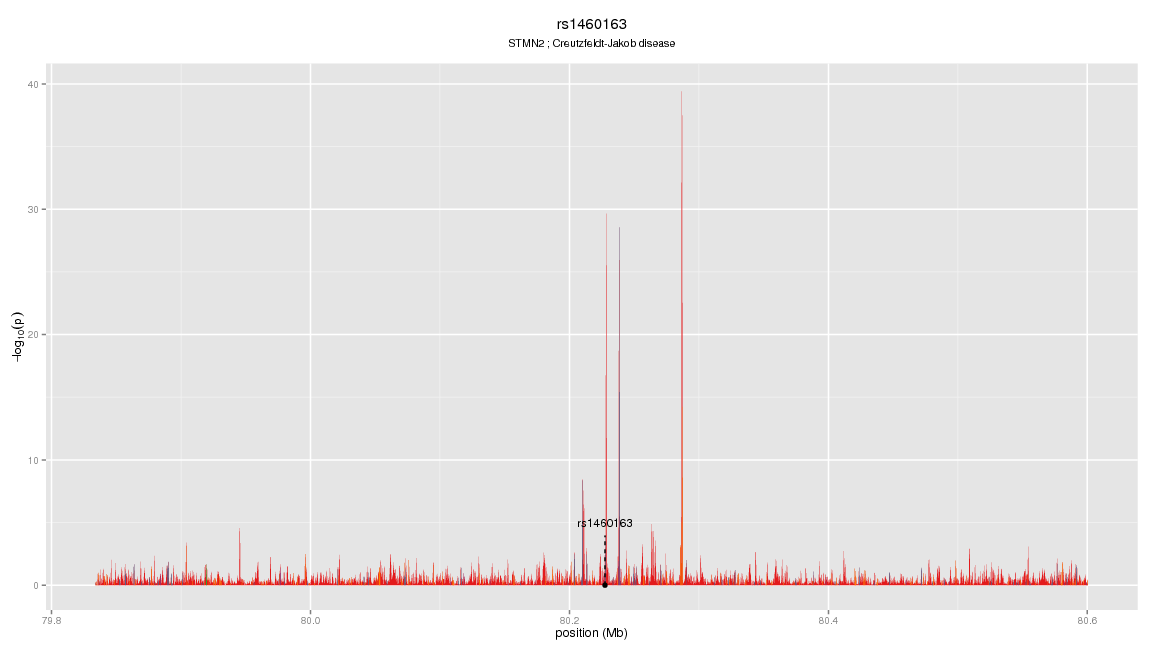 rs1460163
STMN2 ; Creutzfeldt-Jakob disease
40
30
20
10
0
-log10(p)
rs1460163
79.8 80.0 80.2 80.4 80.6
position (Mb)